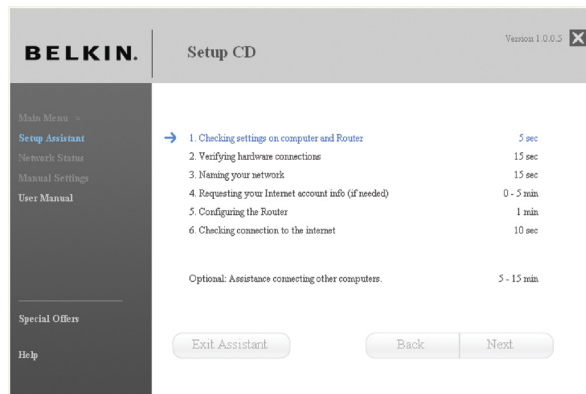 BELKIN.
Setup CD
Version 1.0.0.5
Main Menu >
Setup Assistant
Network Status
Manual Settings
User Manual
Special Offers
Help
1. Checking settings on computer and Router 5 sec
2. Verifying hardware connections 15 sec
3. Naming your network 15 sec
4. Requesting your Internet account info (if needed) 0 - 5 min
5. Configuring the Router 1 min
6. Checking connection to the internet 10 sec
Optional: Assistance connecting other computers. 5 - 15 min
Exit Assistant Back Next